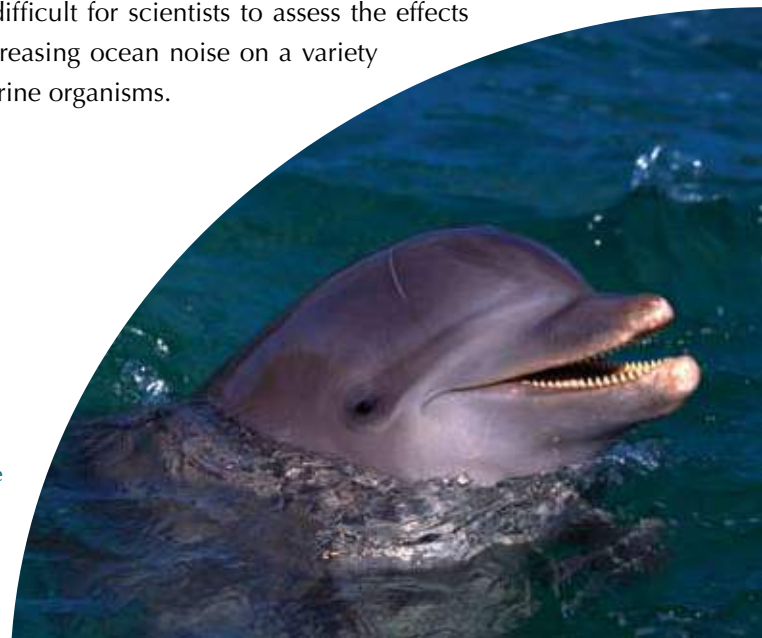 difficult for scientists to assess the effects
reasing ocean noise on a variety
rine organisms.
e